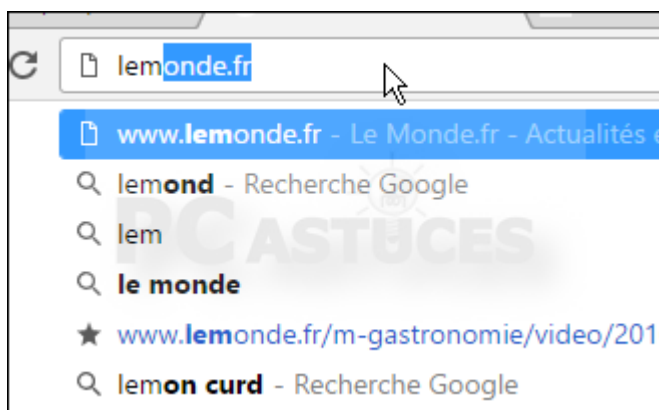 lemonde.fr
www.lemonde.fr - Le Monde.fr - Actualités
lemond - Recherche Google
lem
PC ASTUCES
le monde
www.lemonde.fr/m-gastronomie/video/201
lemon curd - Recherche Google